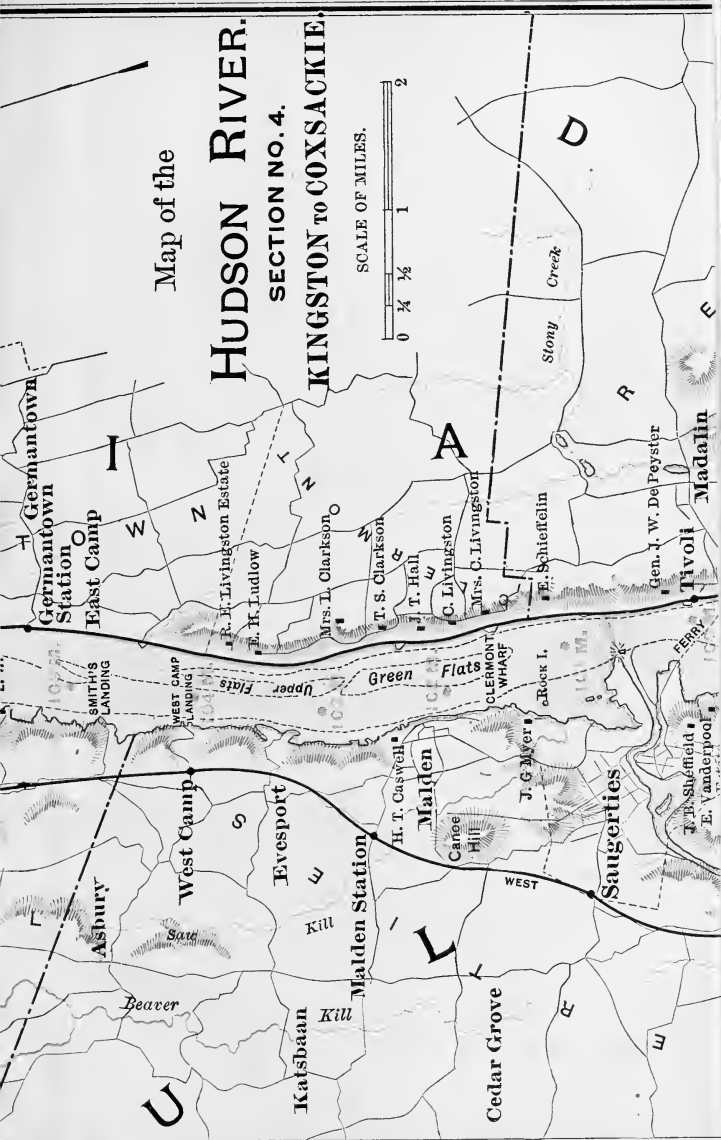 Map of the
HUDSON RIVER.
SECTION NO. 4.
KINGSTON TO COXSACKIE.
SCALE OF MILES.
0 ¼ ½ 1 2
Germantown
Germantown
Station
East Camp
T
O
W
N
I
R. E. Livingston Estate
E. H. Ludlow
Mrs. L. Clarkson
T. S. Clarkson
J. T. Hall
C. Livingston
Mrs. C. Livingston
E. Schieffelin
Gen. J. W. De Peyster
Tivoli
Madalin
T
N
O
M
R
E
L
C
A
Stony Creek
D
R
E
SMITH'S
LANDING
WEST CAMP
LANDING
Upper Flats
Green Flats
CLERMONT
WHARF
Rock I.
FERRY
West Camp
Evesport
Malden Station
H. T. Caswell
Malden
Canoe
Hill
J. G Myer
WEST
Saugerties
J. B. Sheffield
E. Vanderpool
Asbury
L
Saw
Kill
Beaver
Kill
Katsbaan
Cedar Grove
U
L
S
E
I
T
R
E